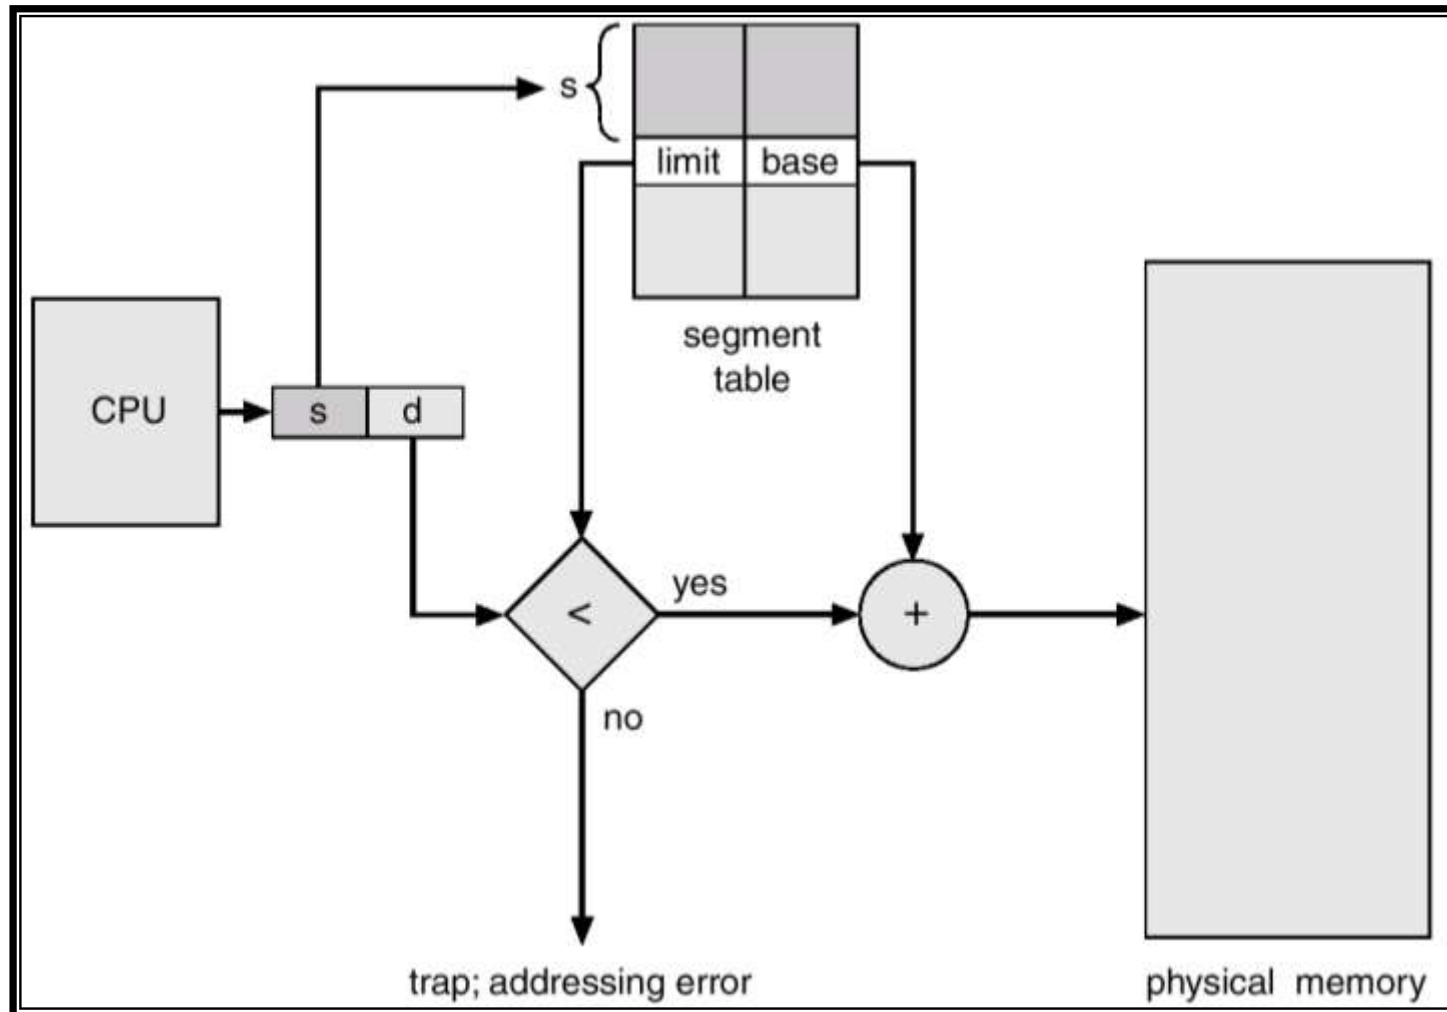 s
limit base
segment
table
CPU
s d
<
yes
+
no
trap; addressing error
physical memory